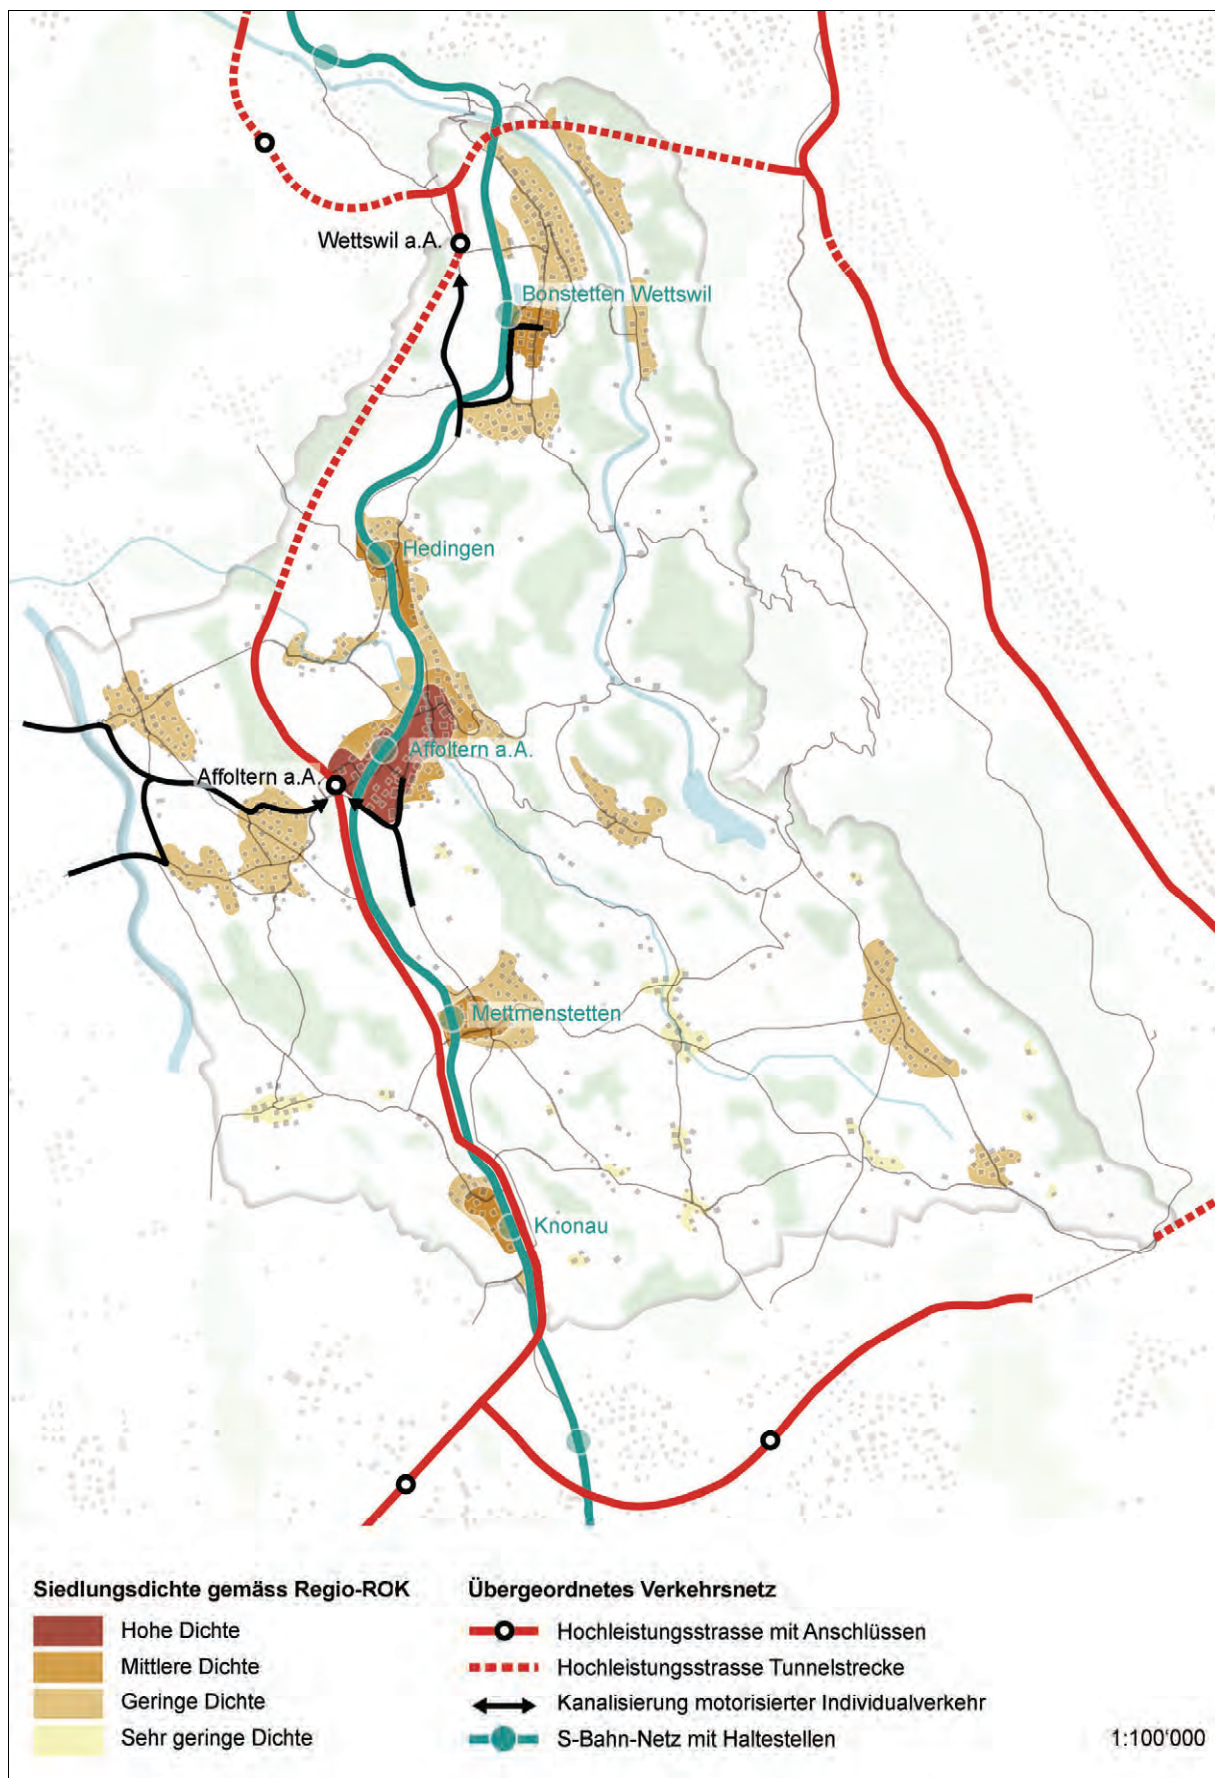 Wettswil a.A.
Bonstetten Wettswil
Hedingen
Affoltern a.A.
Affoltern a.A.
Mettmenstetten
Knonau
Siedlungsdichte gemäss Regio-ROK
Hohe Dichte
Mittlere Dichte
Geringe Dichte
Sehr geringe Dichte
Übergeordnetes Verkehrsnetz
Hochleistungsstrasse mit Anschlüssen
Hochleistungsstrasse Tunnelstrecke
Kanalisierung motorisierter Individualverkehr
S-Bahn-Netz mit Haltestellen
1:100'000